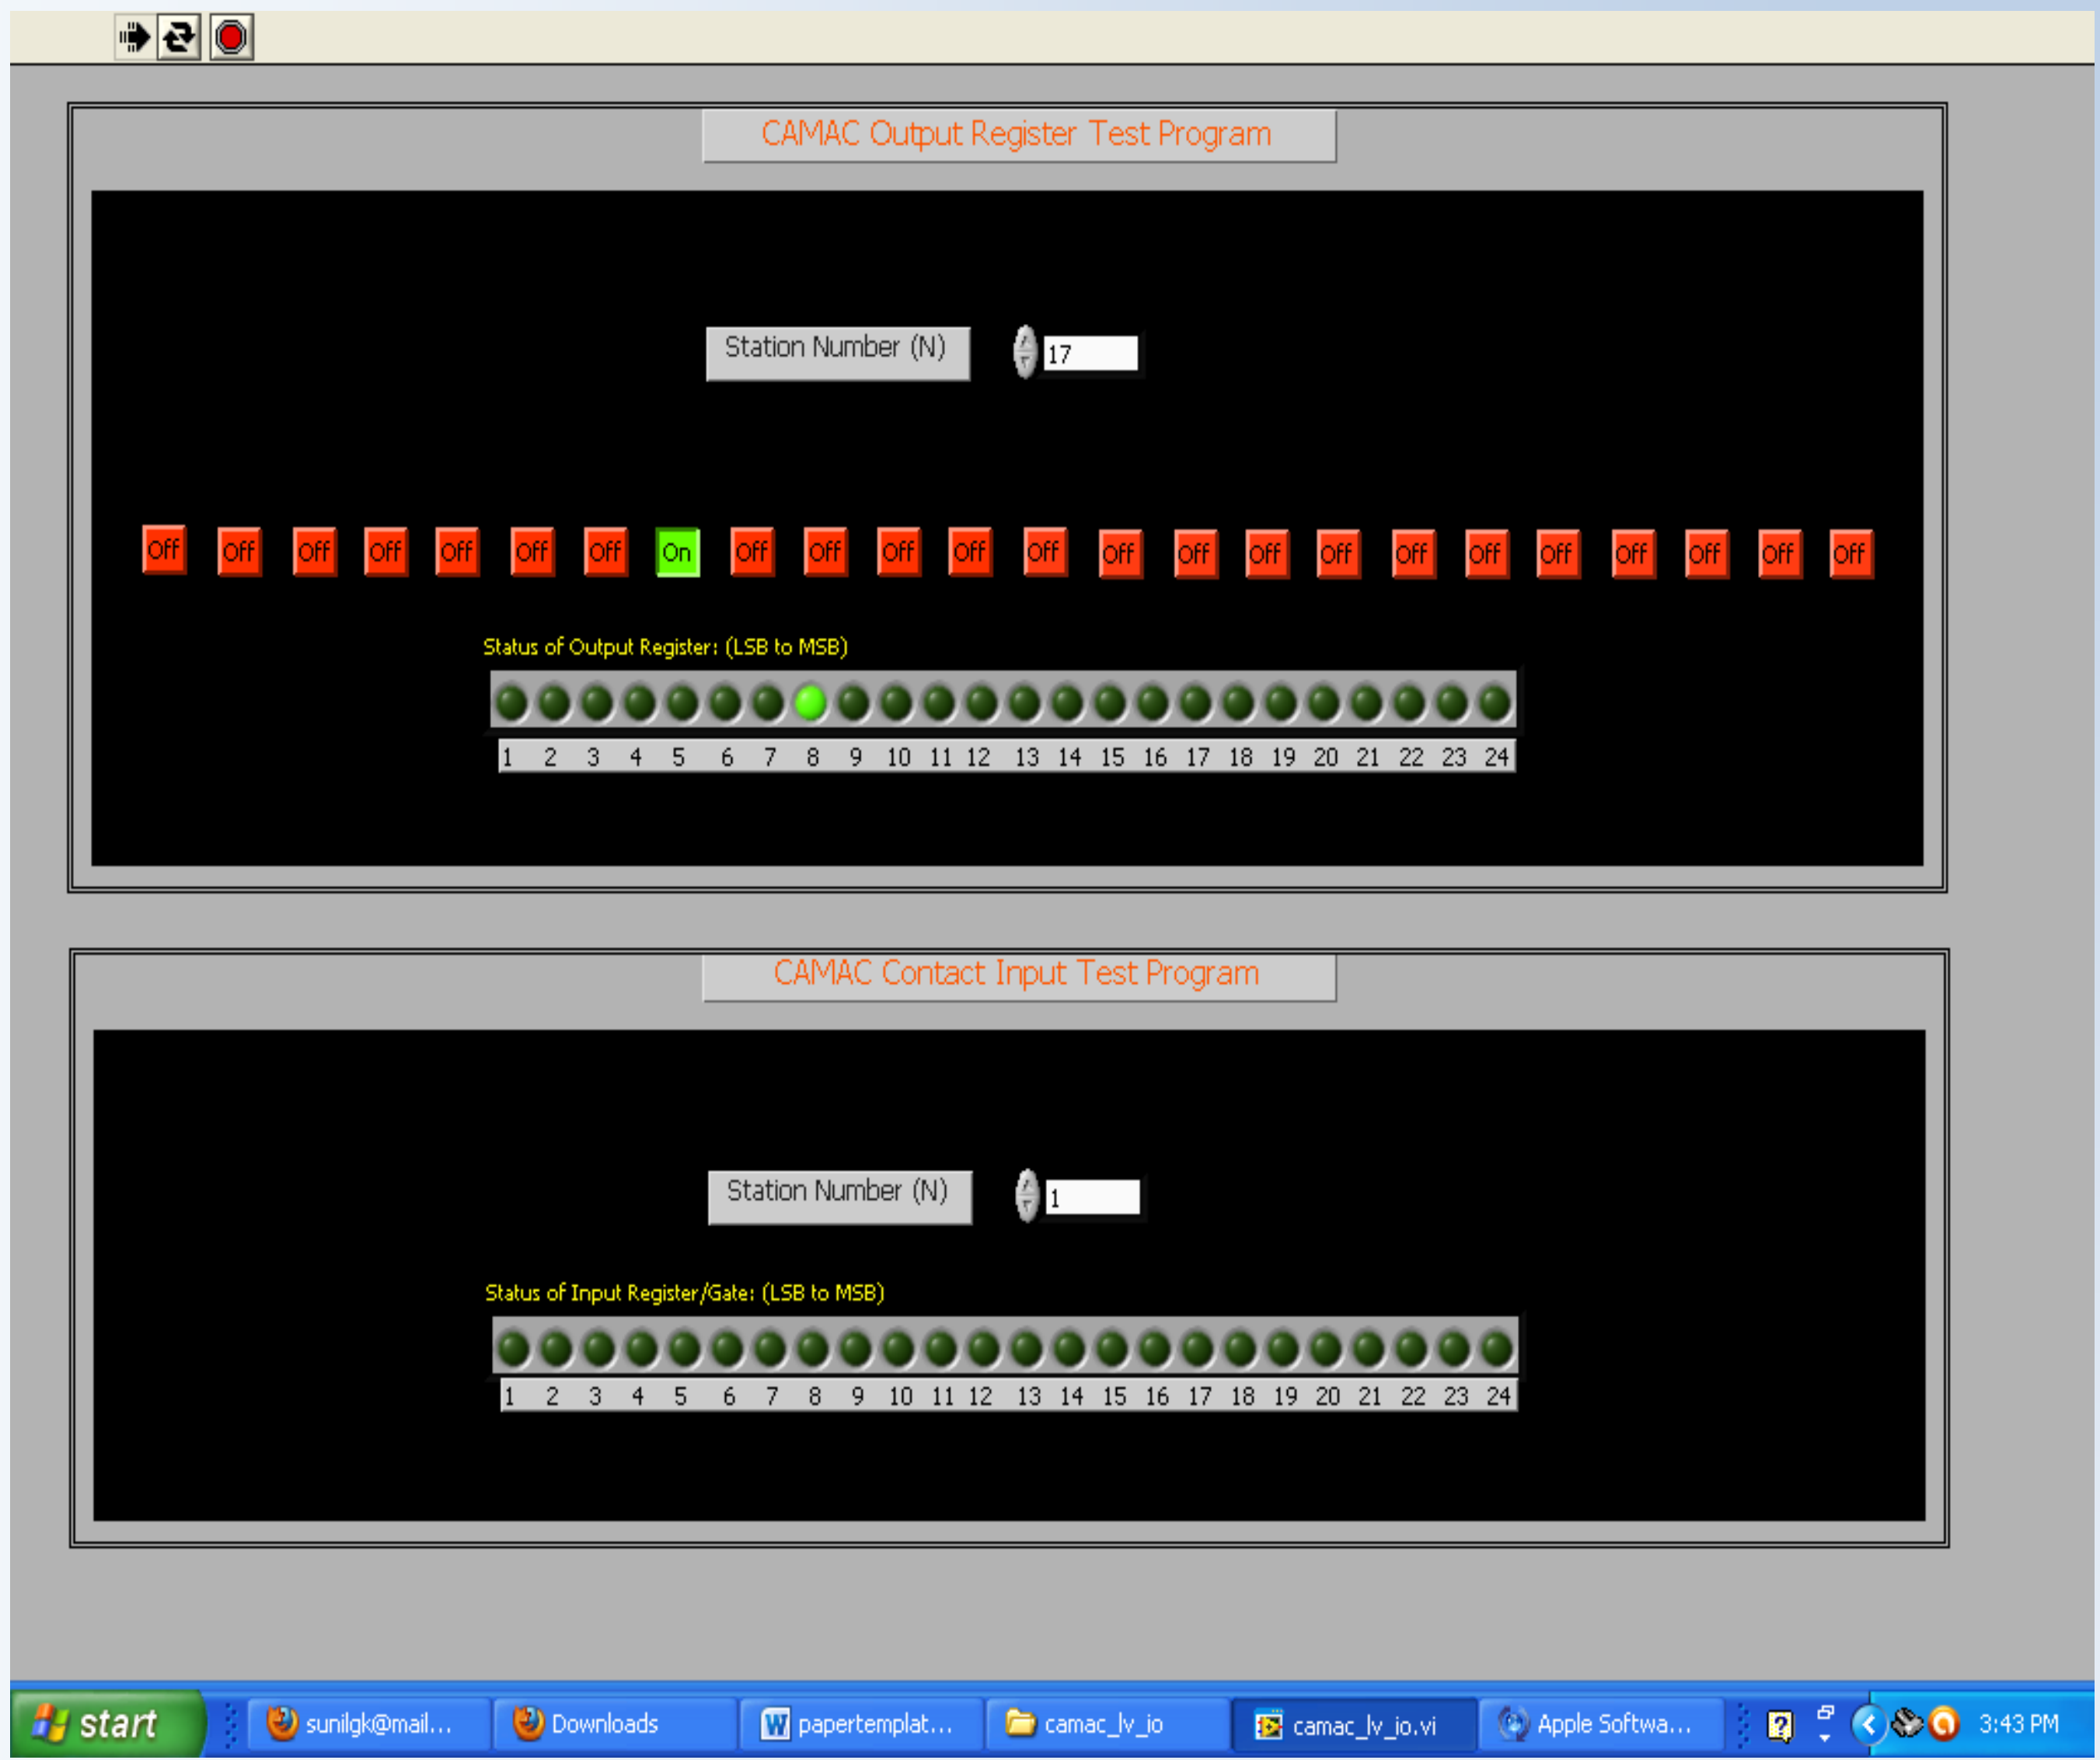 CAMAC Output Register Test Program
Station Number (N) 17
Off Off Off Off Off Off Off On Off Off Off Off Off Off Off Off Off Off Off Off Off Off Off Off
Status of Output Register: (LSB to MSB)
1 2 3 4 5 6 7 8 9 10 11 12 13 14 15 16 17 18 19 20 21 22 23 24
CAMAC Contact Input Test Program
Station Number (N) 1
Status of Input Register/Gate: (LSB to MSB)
1 2 3 4 5 6 7 8 9 10 11 12 13 14 15 16 17 18 19 20 21 22 23 24
start sunilgk@mail... Downloads papertemplat... camac_lv_io camac_lv_io.vi Apple Softwa... 3:43 PM